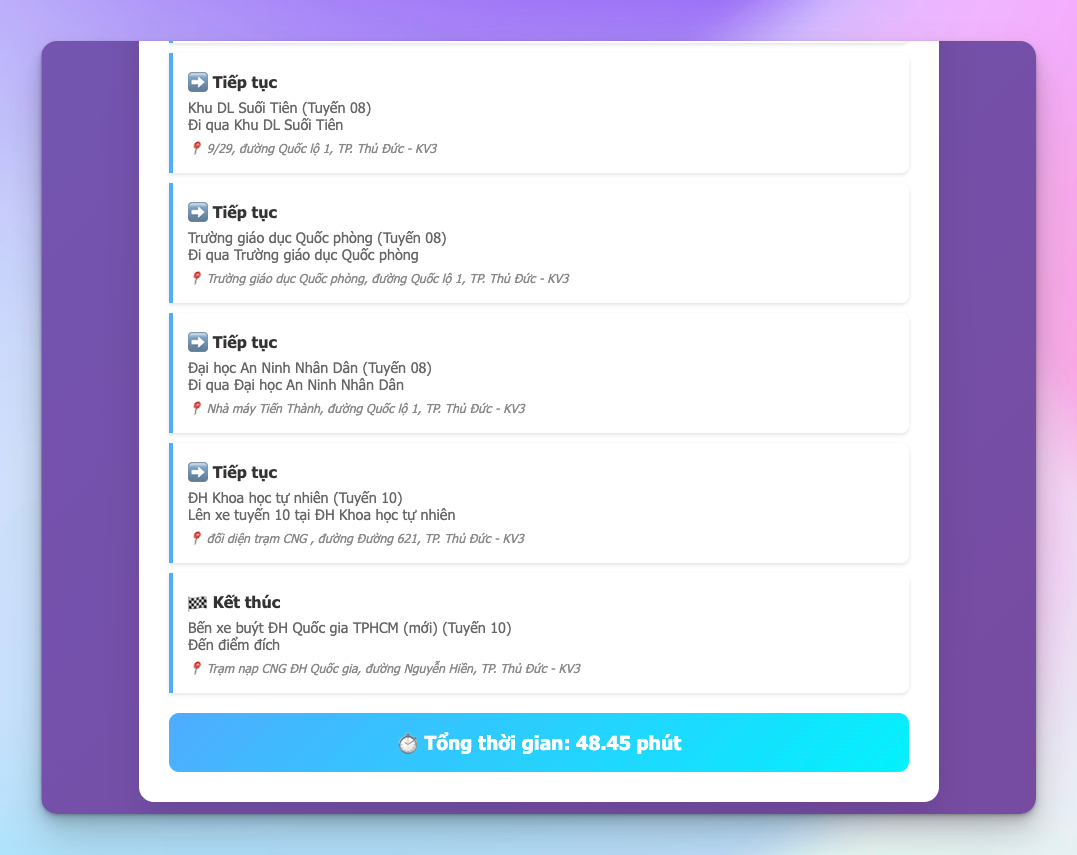 Tiếp tục
Khu DL Suối Tiên (Tuyến 08)
Đi qua Khu DL Suối Tiên
9/29, đường Quốc lộ 1, TP. Thủ Đức - KV3
Tiếp tục
Trường giáo dục Quốc phòng (Tuyến 08)
Đi qua Trường giáo dục Quốc phòng
Trường giáo dục Quốc phòng, đường Quốc lộ 1, TP. Thủ Đức - KV3
Tiếp tục
Đại học An Ninh Nhân Dân (Tuyến 08)
Đi qua Đại học An Ninh Nhân Dân
Nhà máy Tiến Thành, đường Quốc lộ 1, TP. Thủ Đức - KV3
Tiếp tục
ĐH Khoa học tự nhiên (Tuyến 10)
Lên xe tuyến 10 tại ĐH Khoa học tự nhiên
đối diện trạm CNG , đường Đường 621, TP. Thủ Đức - KV3
Kết thúc
Bến xe buýt ĐH Quốc gia TPHCM (mới) (Tuyến 10)
Đến điểm đích
Trạm nạp CNG ĐH Quốc gia, đường Nguyễn Hiền, TP. Thủ Đức - KV3
Tổng thời gian: 48.45 phút